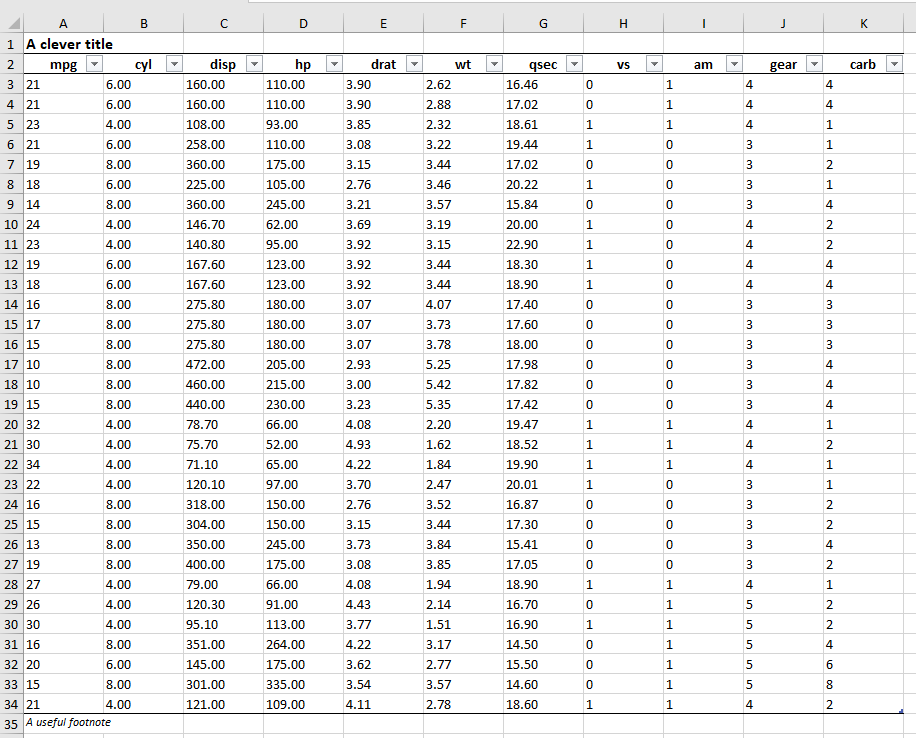 A B C D E F G H I J K
1 A clever title
2 mpg cyl disp hp drat wt qsec vs am gear carb
3 21 6.00 160.00 110.00 3.90 2.62 16.46 0 1 4 4
4 21 6.00 160.00 110.00 3.90 2.88 17.02 0 1 4 4
5 23 4.00 108.00 93.00 3.85 2.32 18.61 1 1 4 1
6 21 6.00 258.00 110.00 3.08 3.22 19.44 1 0 3 1
7 19 8.00 360.00 175.00 3.15 3.44 17.02 0 0 3 2
8 18 6.00 225.00 105.00 2.76 3.46 20.22 1 0 3 1
9 14 8.00 360.00 245.00 3.21 3.57 15.84 0 0 3 4
10 24 4.00 146.70 62.00 3.69 3.19 20.00 1 0 4 2
11 23 4.00 140.80 95.00 3.92 3.15 22.90 1 0 4 2
12 19 6.00 167.60 123.00 3.92 3.44 18.30 1 0 4 4
13 18 6.00 167.60 123.00 3.92 3.44 18.90 1 0 4 4
14 16 8.00 275.80 180.00 3.07 4.07 17.40 0 0 3 3
15 17 8.00 275.80 180.00 3.07 3.73 17.60 0 0 3 3
16 15 8.00 275.80 180.00 3.07 3.78 18.00 0 0 3 3
17 10 8.00 472.00 205.00 2.93 5.25 17.98 0 0 3 4
18 10 8.00 460.00 215.00 3.00 5.42 17.82 0 0 3 4
19 15 8.00 440.00 230.00 3.23 5.35 17.42 0 0 3 4
20 32 4.00 78.70 66.00 4.08 2.20 19.47 1 1 4 1
21 30 4.00 75.70 52.00 4.93 1.62 18.52 1 1 4 2
22 34 4.00 71.10 65.00 4.22 1.84 19.90 1 1 4 1
23 22 4.00 120.10 97.00 3.70 2.47 20.01 1 0 3 1
24 16 8.00 318.00 150.00 2.76 3.52 16.87 0 0 3 2
25 15 8.00 304.00 150.00 3.15 3.44 17.30 0 0 3 2
26 13 8.00 350.00 245.00 3.73 3.84 15.41 0 0 3 4
27 19 8.00 400.00 175.00 3.08 3.85 17.05 0 0 3 2
28 27 4.00 79.00 66.00 4.08 1.94 18.90 1 1 4 1
29 26 4.00 120.30 91.00 4.43 2.14 16.70 0 1 5 2
30 30 4.00 95.10 113.00 3.77 1.51 16.90 1 1 5 2
31 16 8.00 351.00 264.00 4.22 3.17 14.50 0 1 5 4
32 20 6.00 145.00 175.00 3.62 2.77 15.50 0 1 5 6
33 15 8.00 301.00 335.00 3.54 3.57 14.60 0 1 5 8
34 21 4.00 121.00 109.00 4.11 2.78 18.60 1 1 4 2
35 A useful footnote